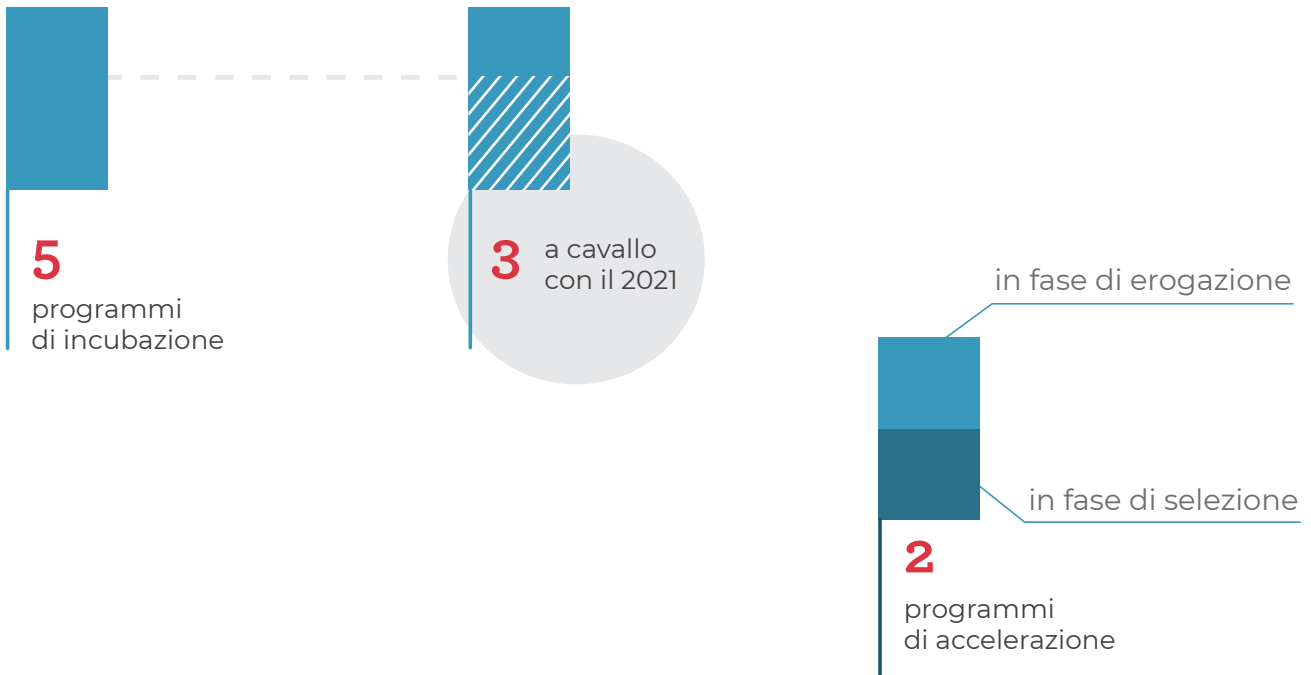 5
programmi
di incubazione
3
a cavallo
con il 2021
in fase di erogazione
in fase di selezione
2
programmi
di accelerazione